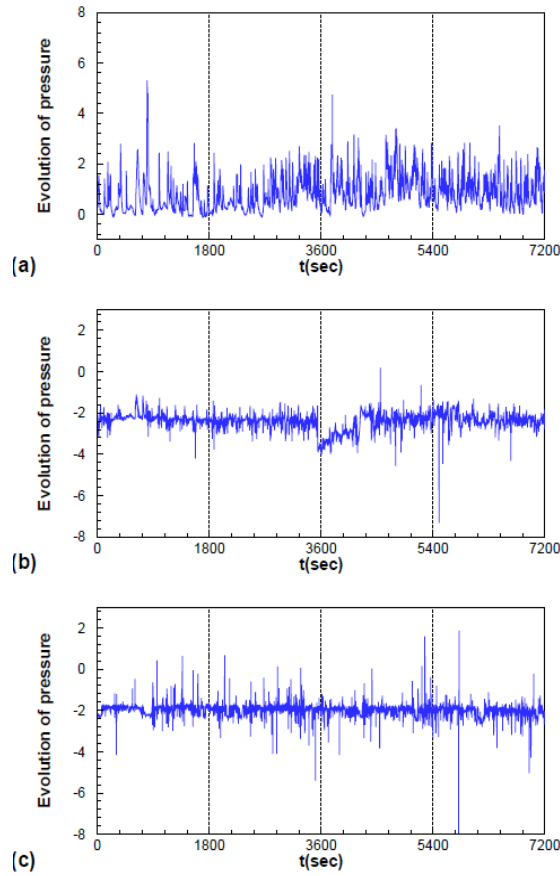 8
6
4
2
0
Evolution of pressure
0 1800 3600 5400 7200
t(sec)
(a)
2
0
-2
-4
-6
-8
Evolution of pressure
0 1800 3600 5400 7200
t(sec)
(b)
2
0
-2
-4
-6
-8
Evolution of pressure
0 1800 3600 5400 7200
t(sec)
(c)